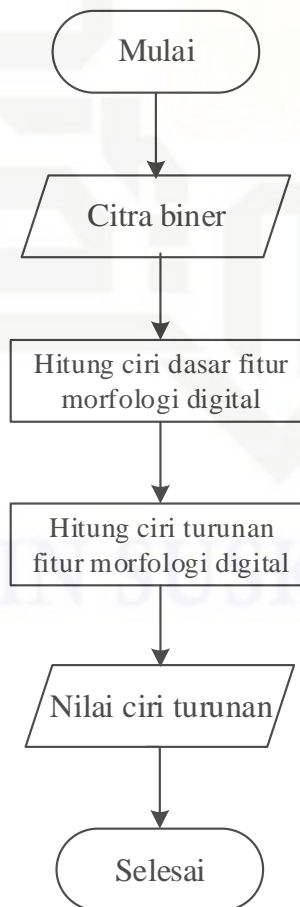 Mulai
Citra biner
Hitung ciri dasar fitur
morfologi digital
Hitung ciri turunan
fitur morfologi digital
Nilai ciri turunan
Selesai